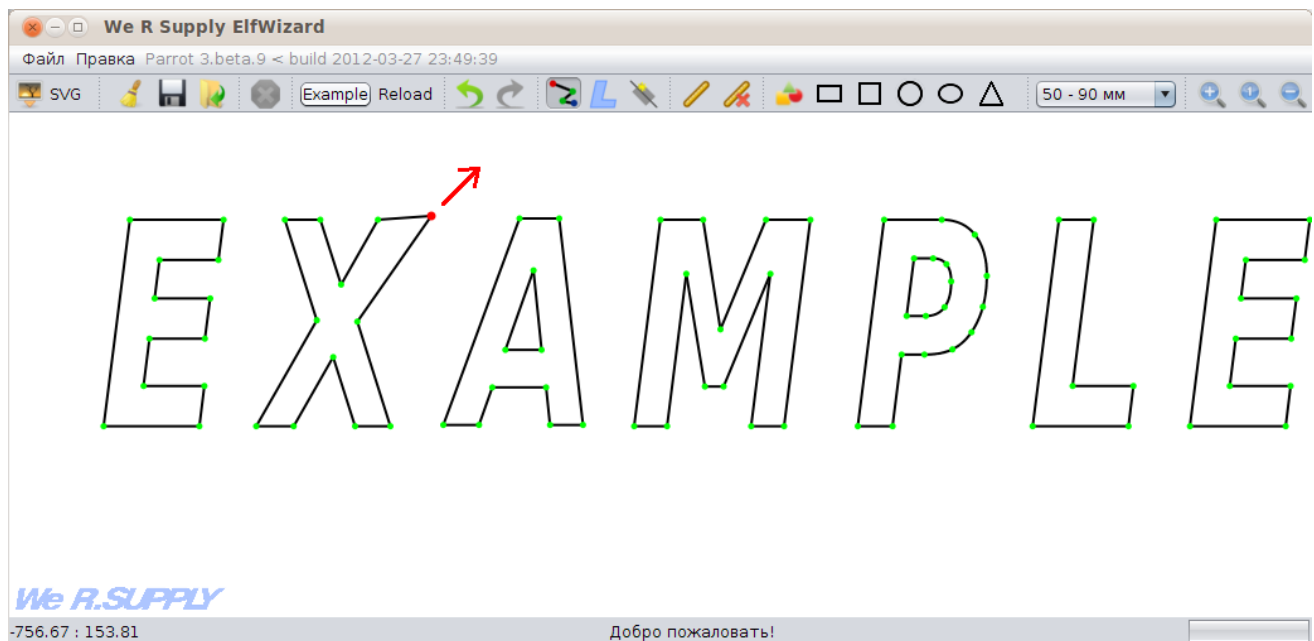 We R Supply ElfWizard
Файл Правка Parrot 3.beta.9 < build 2012-03-27 23:49:39
SVG Example Reload 50 - 90 мм
EXAMPLE
We R.SUPPLY
-756.67 : 153.81 Добро пожаловать!